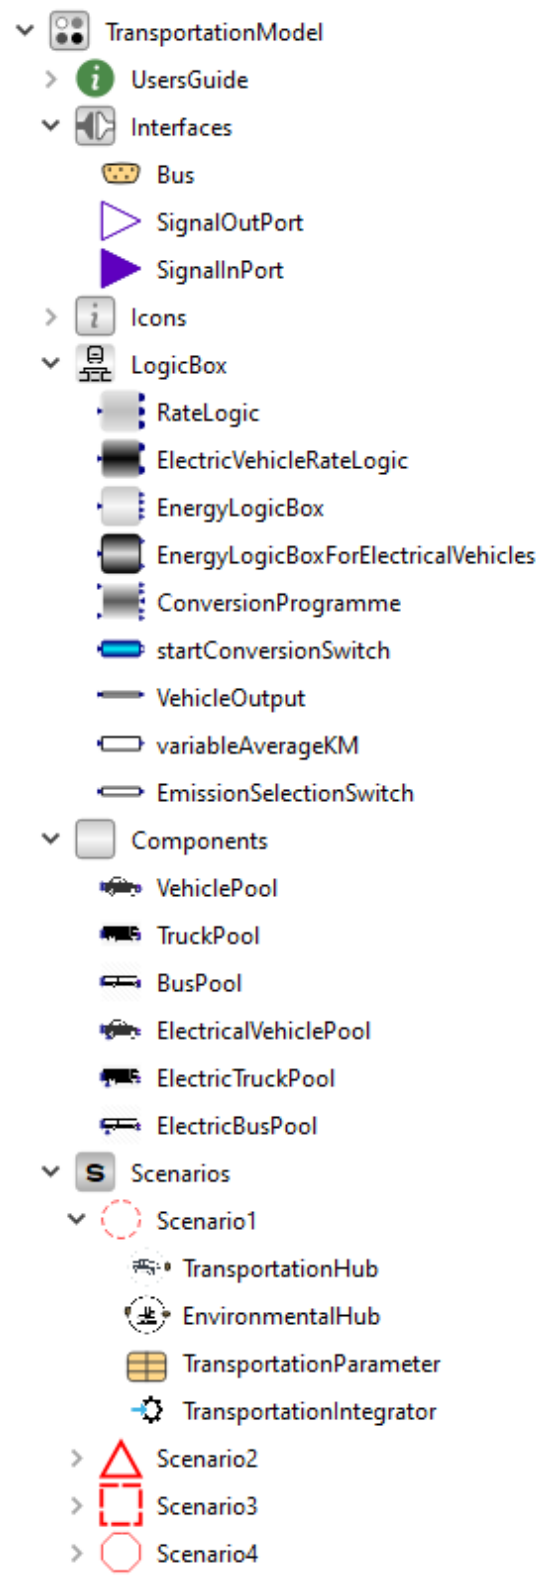 TransportationModel
UsersGuide
Interfaces
Bus
SignalOutPort
SignalInPort
Icons
LogicBox
RateLogic
ElectricVehicleRateLogic
EnergyLogicBox
EnergyLogicBoxForElectricalVehicles
ConversionProgramme
startConversionSwitch
VehicleOutput
variableAverageKM
EmissionSelectionSwitch
Components
VehiclePool
TruckPool
BusPool
ElectricalVehiclePool
ElectricTruckPool
ElectricBusPool
S Scenarios
Scenario1
TransportationHub
EnvironmentalHub
TransportationParameter
TransportationIntegrator
Scenario2
Scenario3
Scenario4